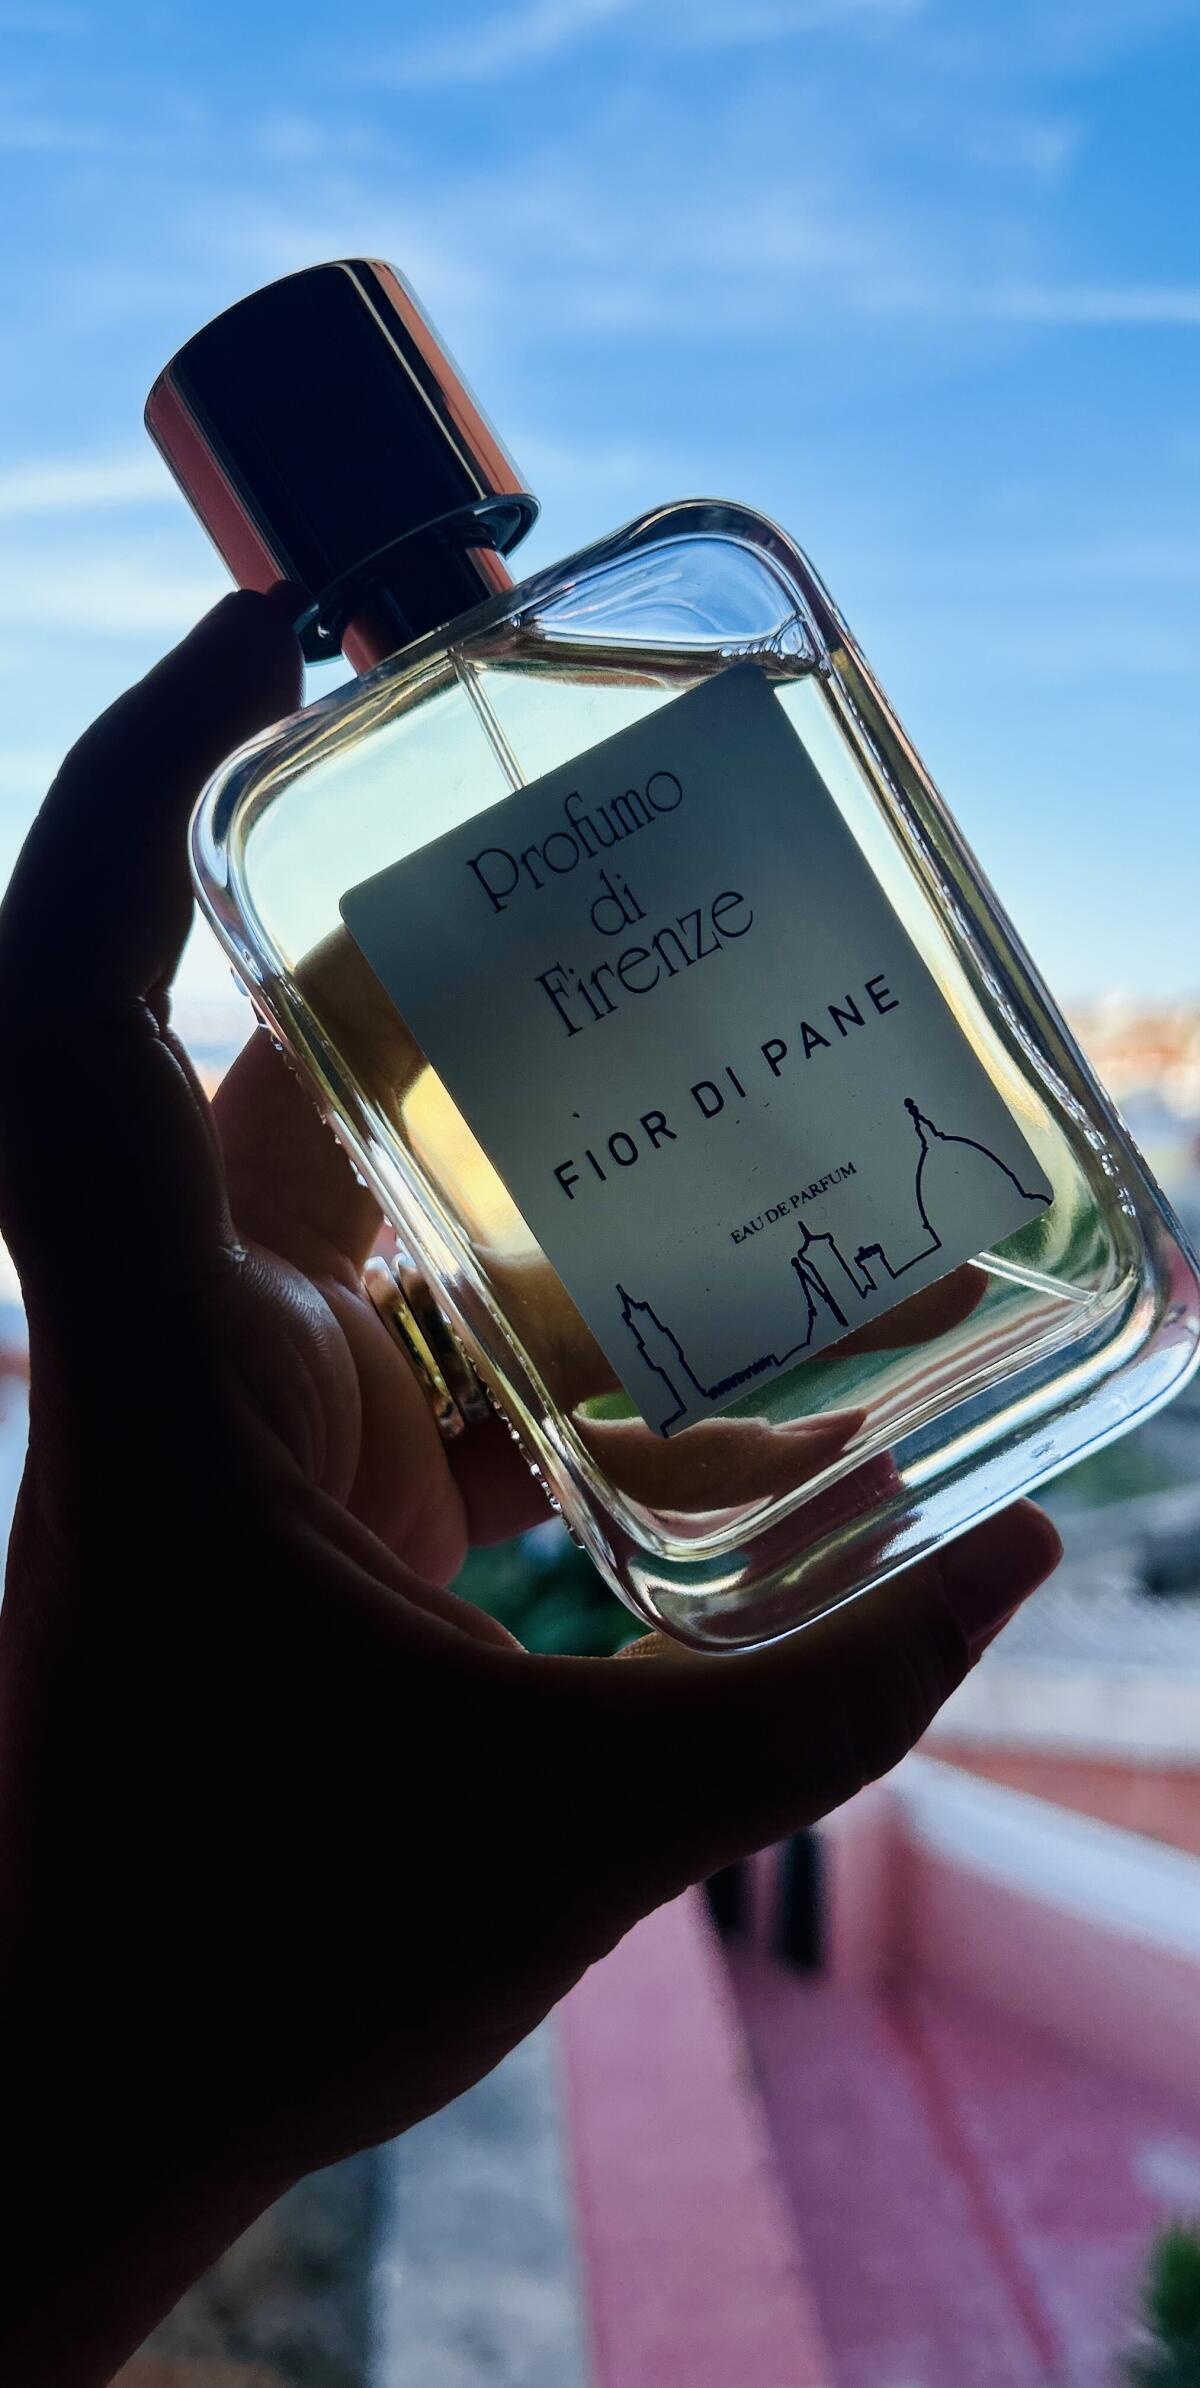 Profumo
di
Firenze
FIOR DI PANE
EAU DE PARFUM